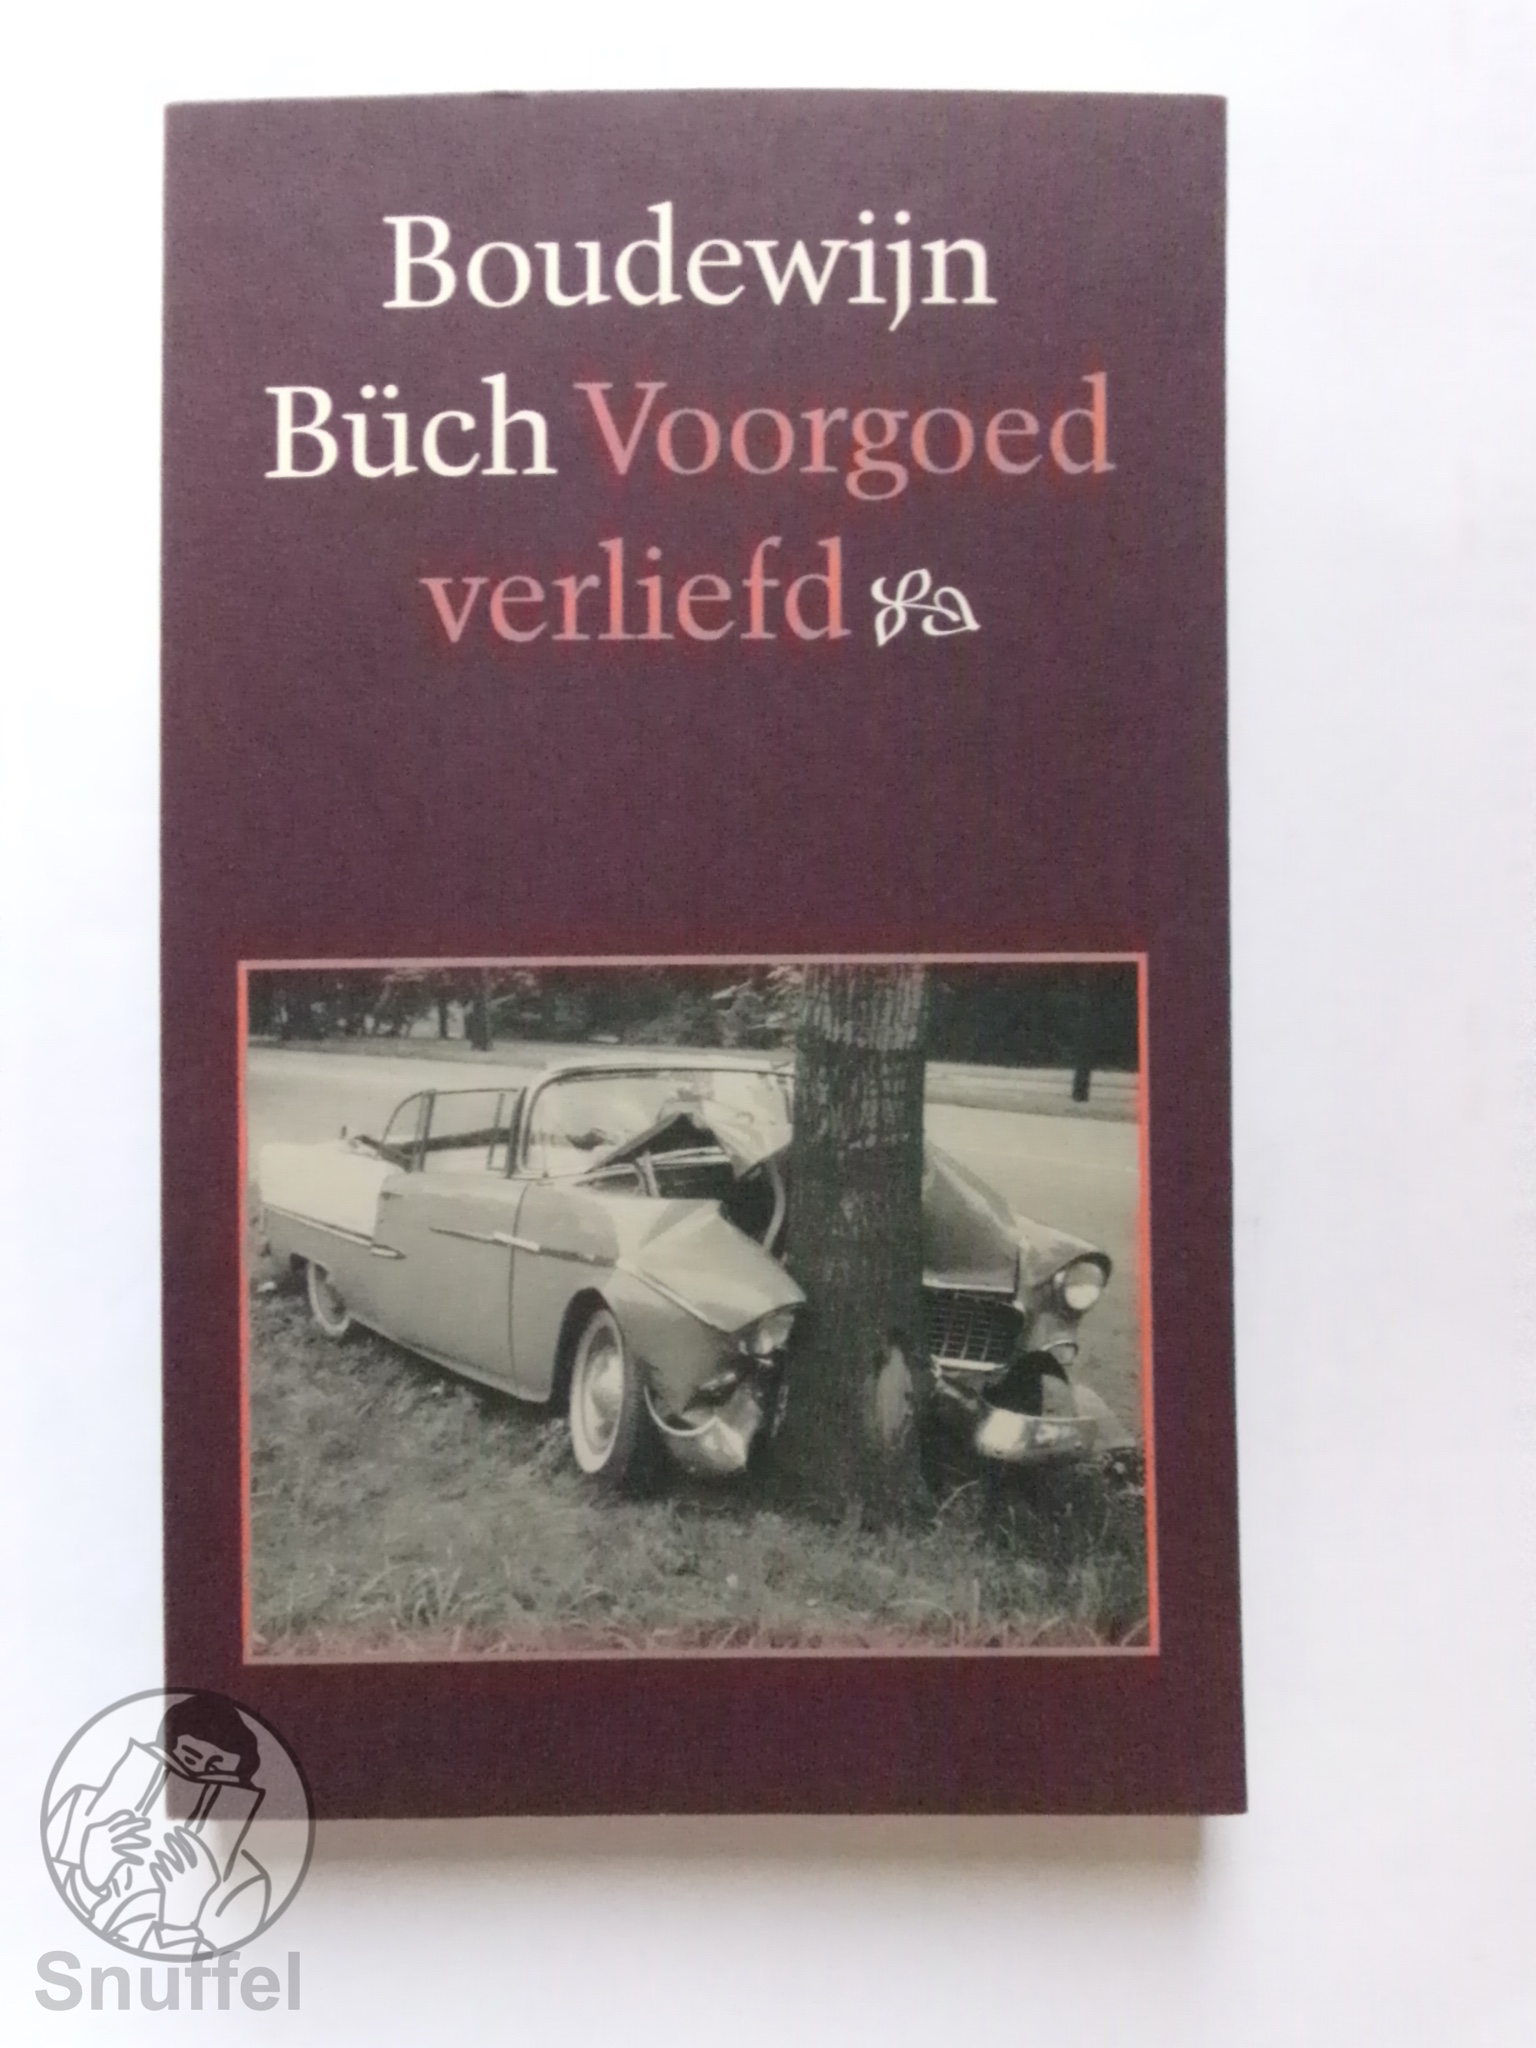 Boudewijn
Büch Voorgoed
verliefd
Snuffel